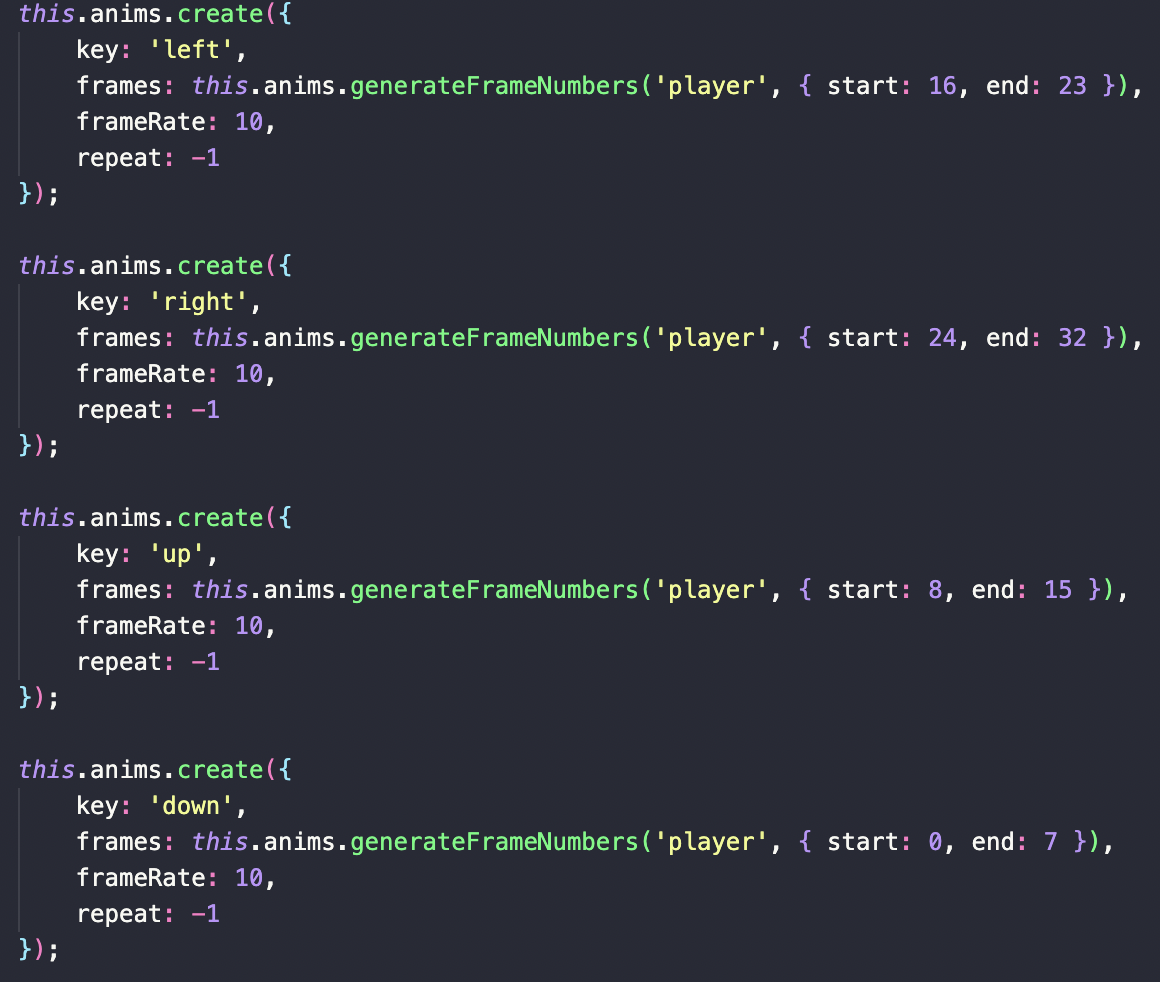 this.anims.create({
    key: 'left',
    frames: this.anims.generateFrameNumbers('player', { start: 16, end: 23 }),
    frameRate: 10,
    repeat: -1
});

this.anims.create({
    key: 'right',
    frames: this.anims.generateFrameNumbers('player', { start: 24, end: 32 }),
    frameRate: 10,
    repeat: -1
});

this.anims.create({
    key: 'up',
    frames: this.anims.generateFrameNumbers('player', { start: 8, end: 15 }),
    frameRate: 10,
    repeat: -1
});

this.anims.create({
    key: 'down',
    frames: this.anims.generateFrameNumbers('player', { start: 0, end: 7 }),
    frameRate: 10,
    repeat: -1
});